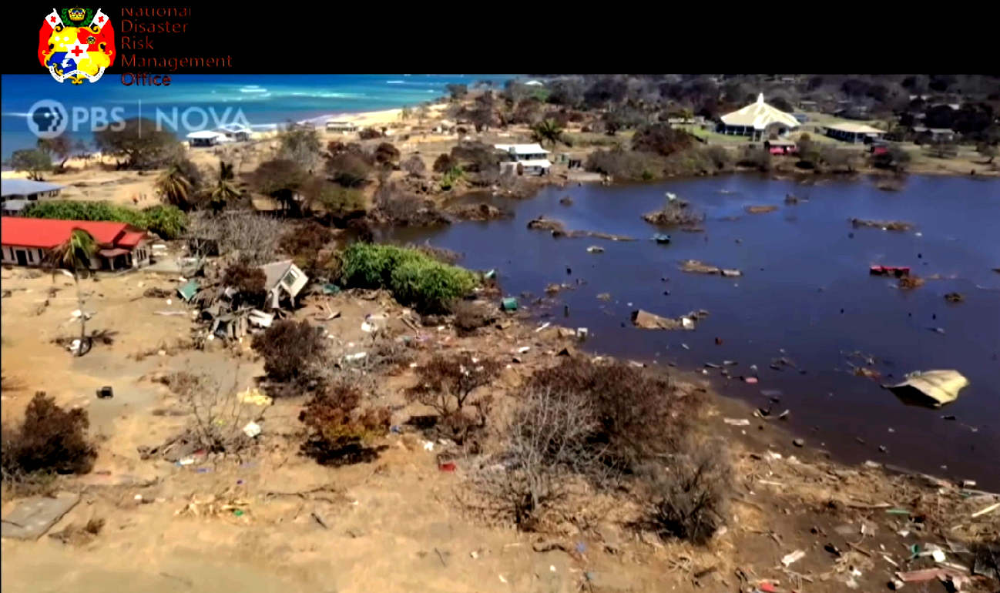 National
Disaster
Risk
Management
Office
PBS NOVA